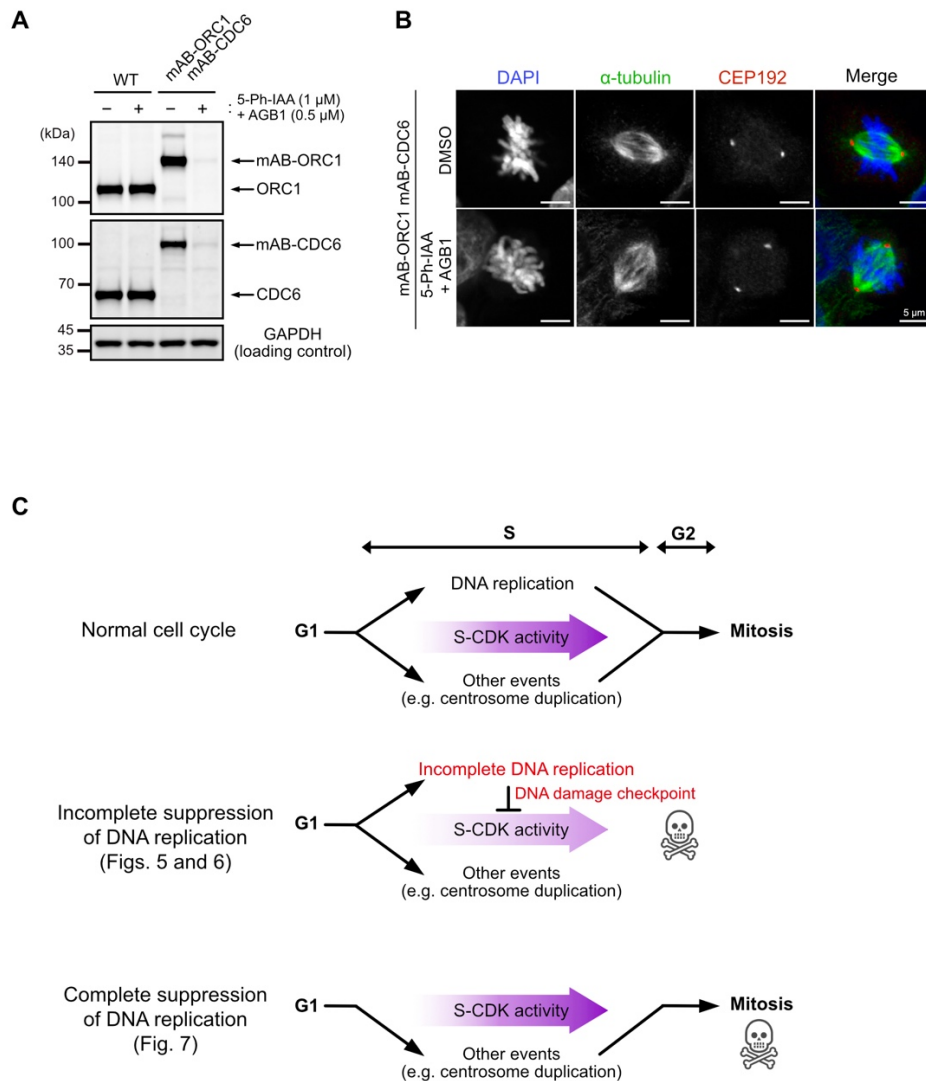 A
WT
mAB-ORC1
mAB-CDC6
– + – +
: 5-Ph-IAA (1 μM)
+ AGB1 (0.5 μM)
(kDa)
140
100
mAB-ORC1
ORC1
100
70
mAB-CDC6
CDC6
45
35
GAPDH
(loading control)
B
DAPI α-tubulin CEP192 Merge
mAB-ORC1 mAB-CDC6
DMSO
5-Ph-IAA
+ AGB1
5 μm
C
S G2
Normal cell cycle
G1
DNA replication
S-CDK activity
Other events
(e.g. centrosome duplication)
Mitosis
Incomplete suppression
of DNA replication
(Figs. 5 and 6)
G1
Incomplete DNA replication
DNA damage checkpoint
S-CDK activity
Other events
(e.g. centrosome duplication)
Complete suppression
of DNA replication
(Fig. 7)
G1
S-CDK activity
Other events
(e.g. centrosome duplication)
Mitosis